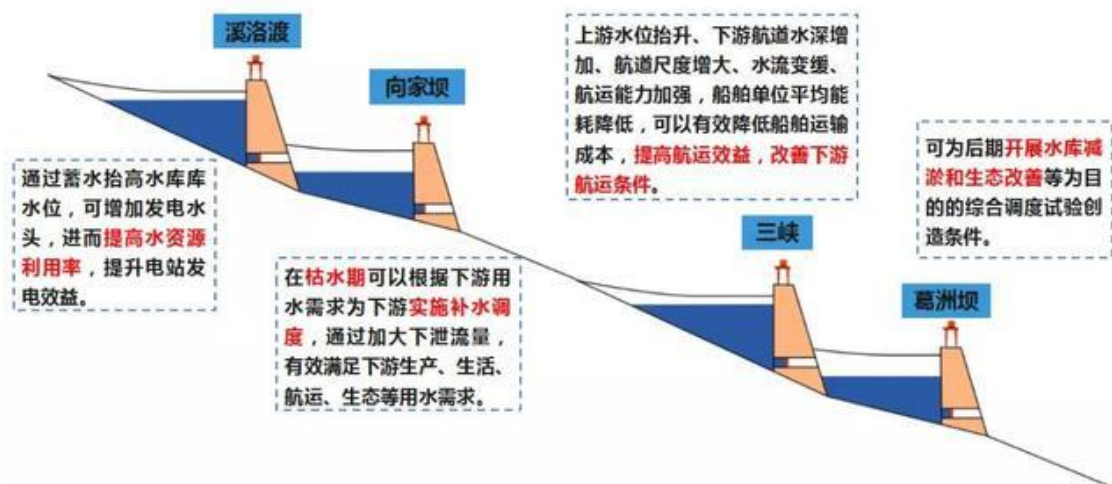 溪洛渡
向家坝
上游水位抬升、下游航道水深增
加、航道尺度增大、水流变缓、
航运能力加强，船舶单位平均能
耗降低，可以有效降低船舶运输
成本，提高航运效益，改善下游
航运条件。
可为后期开展水库减
淤和生态改善等为目
的的综合调度试验创
造条件。
通过蓄水抬高水库库
水位，可增加发电水
头，进而提高水资源
利用率，提升电站发
电效益。
在枯水期可以根据下游用
水需求为下游实施补水调
度，通过加大下泄流量，
有效满足下游生产、生活、
航运、生态等用水需求。
三峡
葛洲坝